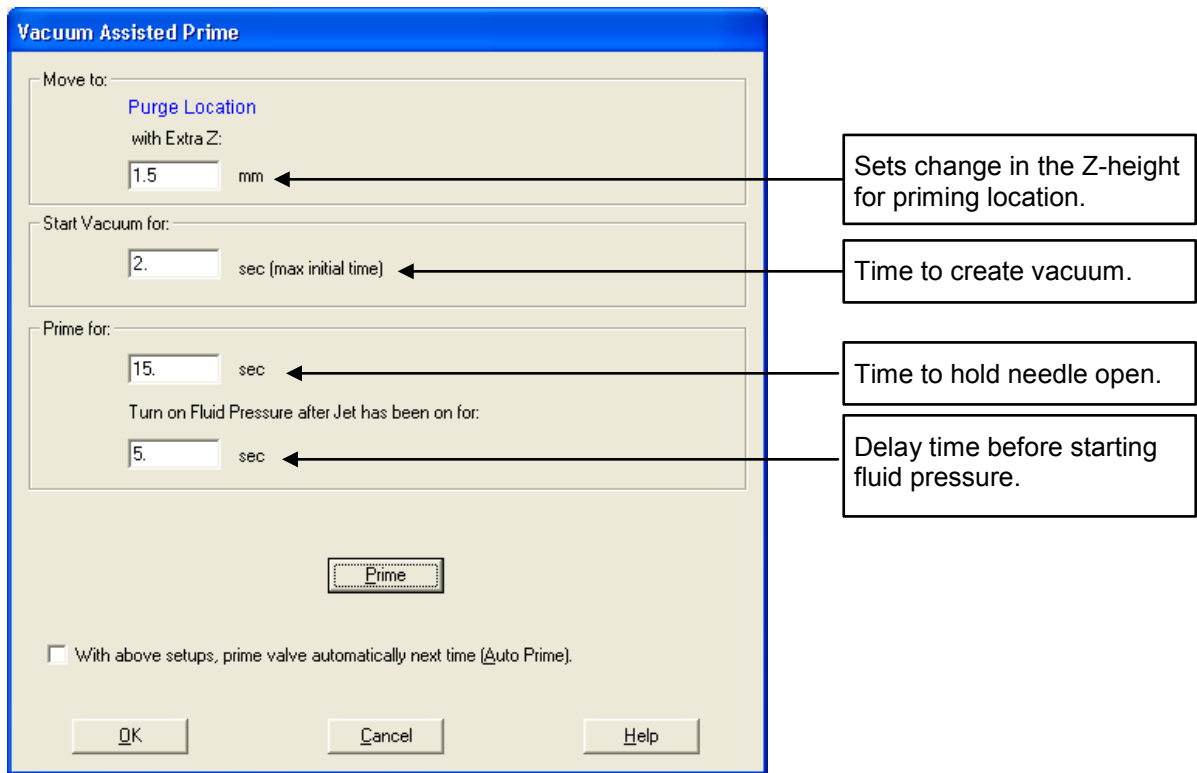 Vacuum Assisted Prime
Move to:
Purge Location
with Extra Z:
1.5 mm
Sets change in the Z-height
for priming location.
Start Vacuum for:
2. sec (max initial time)
Time to create vacuum.
Prime for:
15. sec
Time to hold needle open.
Turn on Fluid Pressure after Jet has been on for:
5. sec
Delay time before starting
fluid pressure.
Prime
With above setups, prime valve automatically next time (Auto Prime).
OK Cancel Help